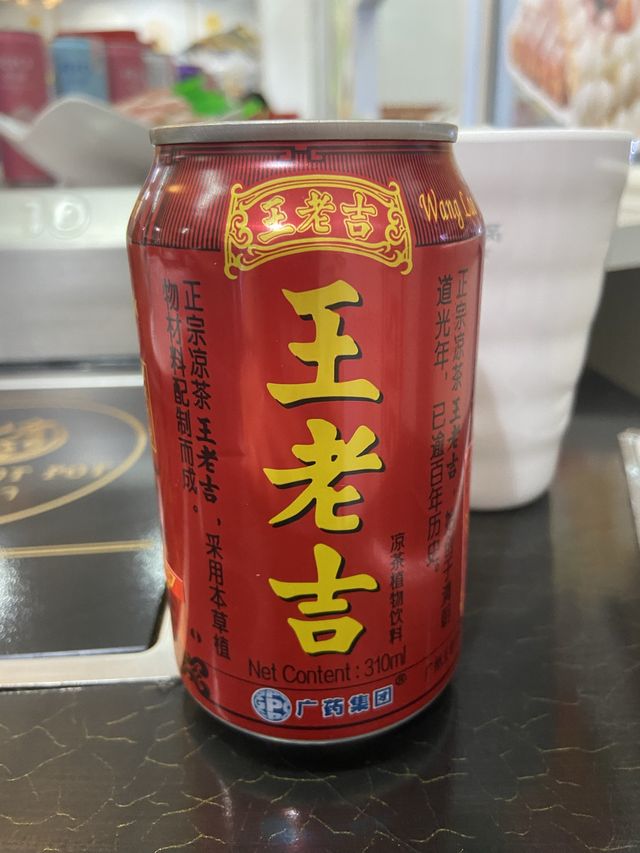 王老吉
Wang L
王老吉
正宗凉茶王老吉，采用本草植
物材料配制而成。
正宗凉茶王老吉
道光年，已逾百年历史。
凉茶植物饮料
Net Content : 310ml
GPC 广药集团®